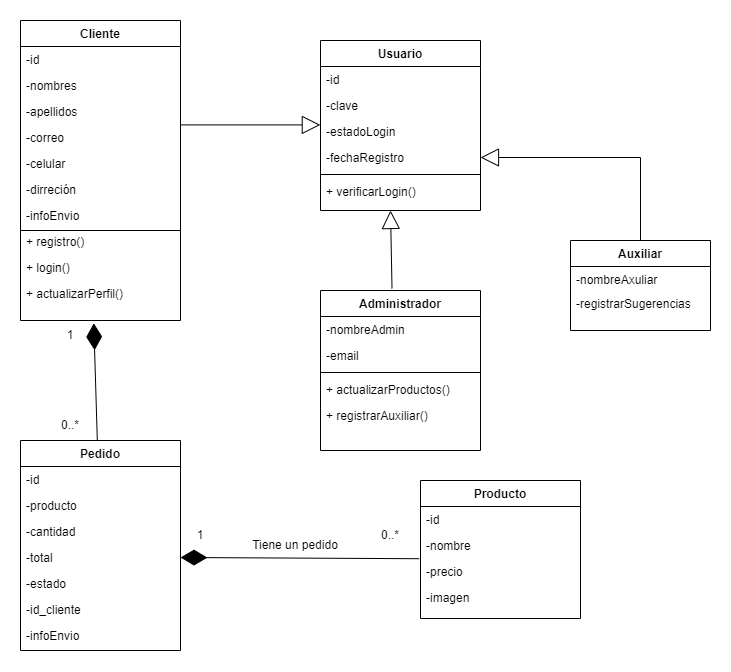 Cliente
-id
-nombres
-apellidos
-correo
-celular
-dirreción
-infoEnvio
+ registro()
+ login()
+ actualizarPerfil()
Usuario
-id
-clave
-estadoLogin
-fechaRegistro
+ verificarLogin()
Auxiliar
-nombreAxuliar
-registrarSugerencias
Administrador
-nombreAdmin
-email
+ actualizarProductos()
+ registrarAuxiliar()
1
0..*
Pedido
-id
-producto
-cantidad
-total
-estado
-id_cliente
-infoEnvio
1
Tiene un pedido
0..*
Producto
-id
-nombre
-precio
-imagen